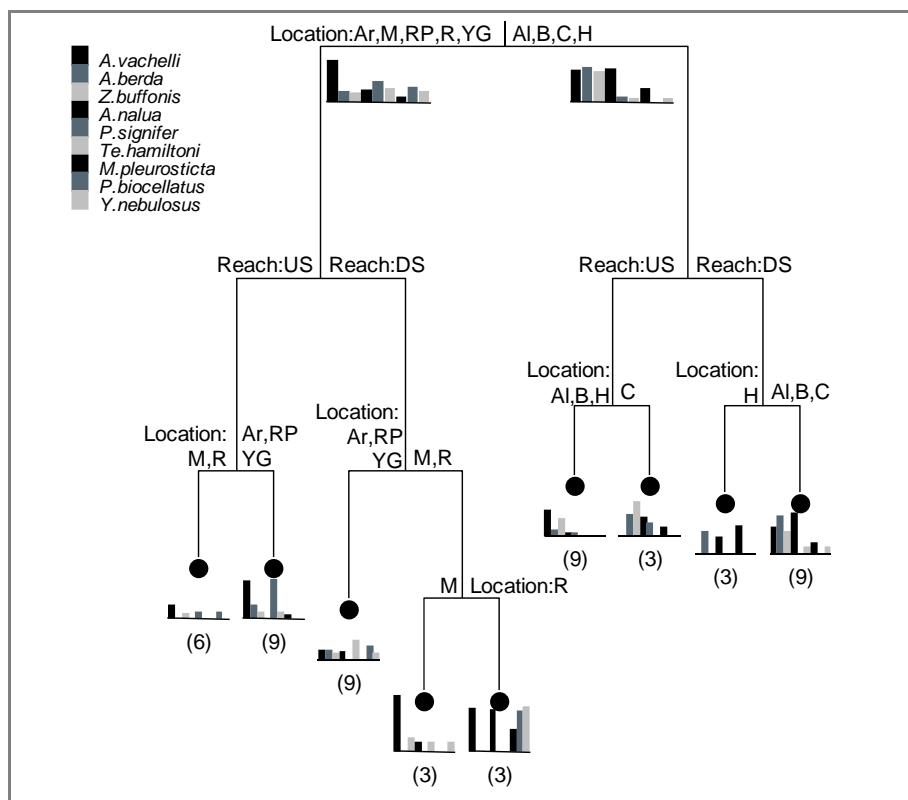 Location:Ar,M,RP,R,YG Al,B,C,H
A.vachelli
A.berda
Z.buffonis
A.nalua
P.signifer
Te.hamiltoni
M.pleurosticta
P.biocellatus
Y.nebulosus
Reach:US Reach:DS
Reach:US Reach:DS
Location:
Al,B,H C
Location:
H Al,B,C
Location:
M,R
Ar,RP
YG
Location:
Ar,RP
YG M,R
(9)
(3)
(3)
(9)
M Location:R
(6)
(9)
(9)
(3)
(3)